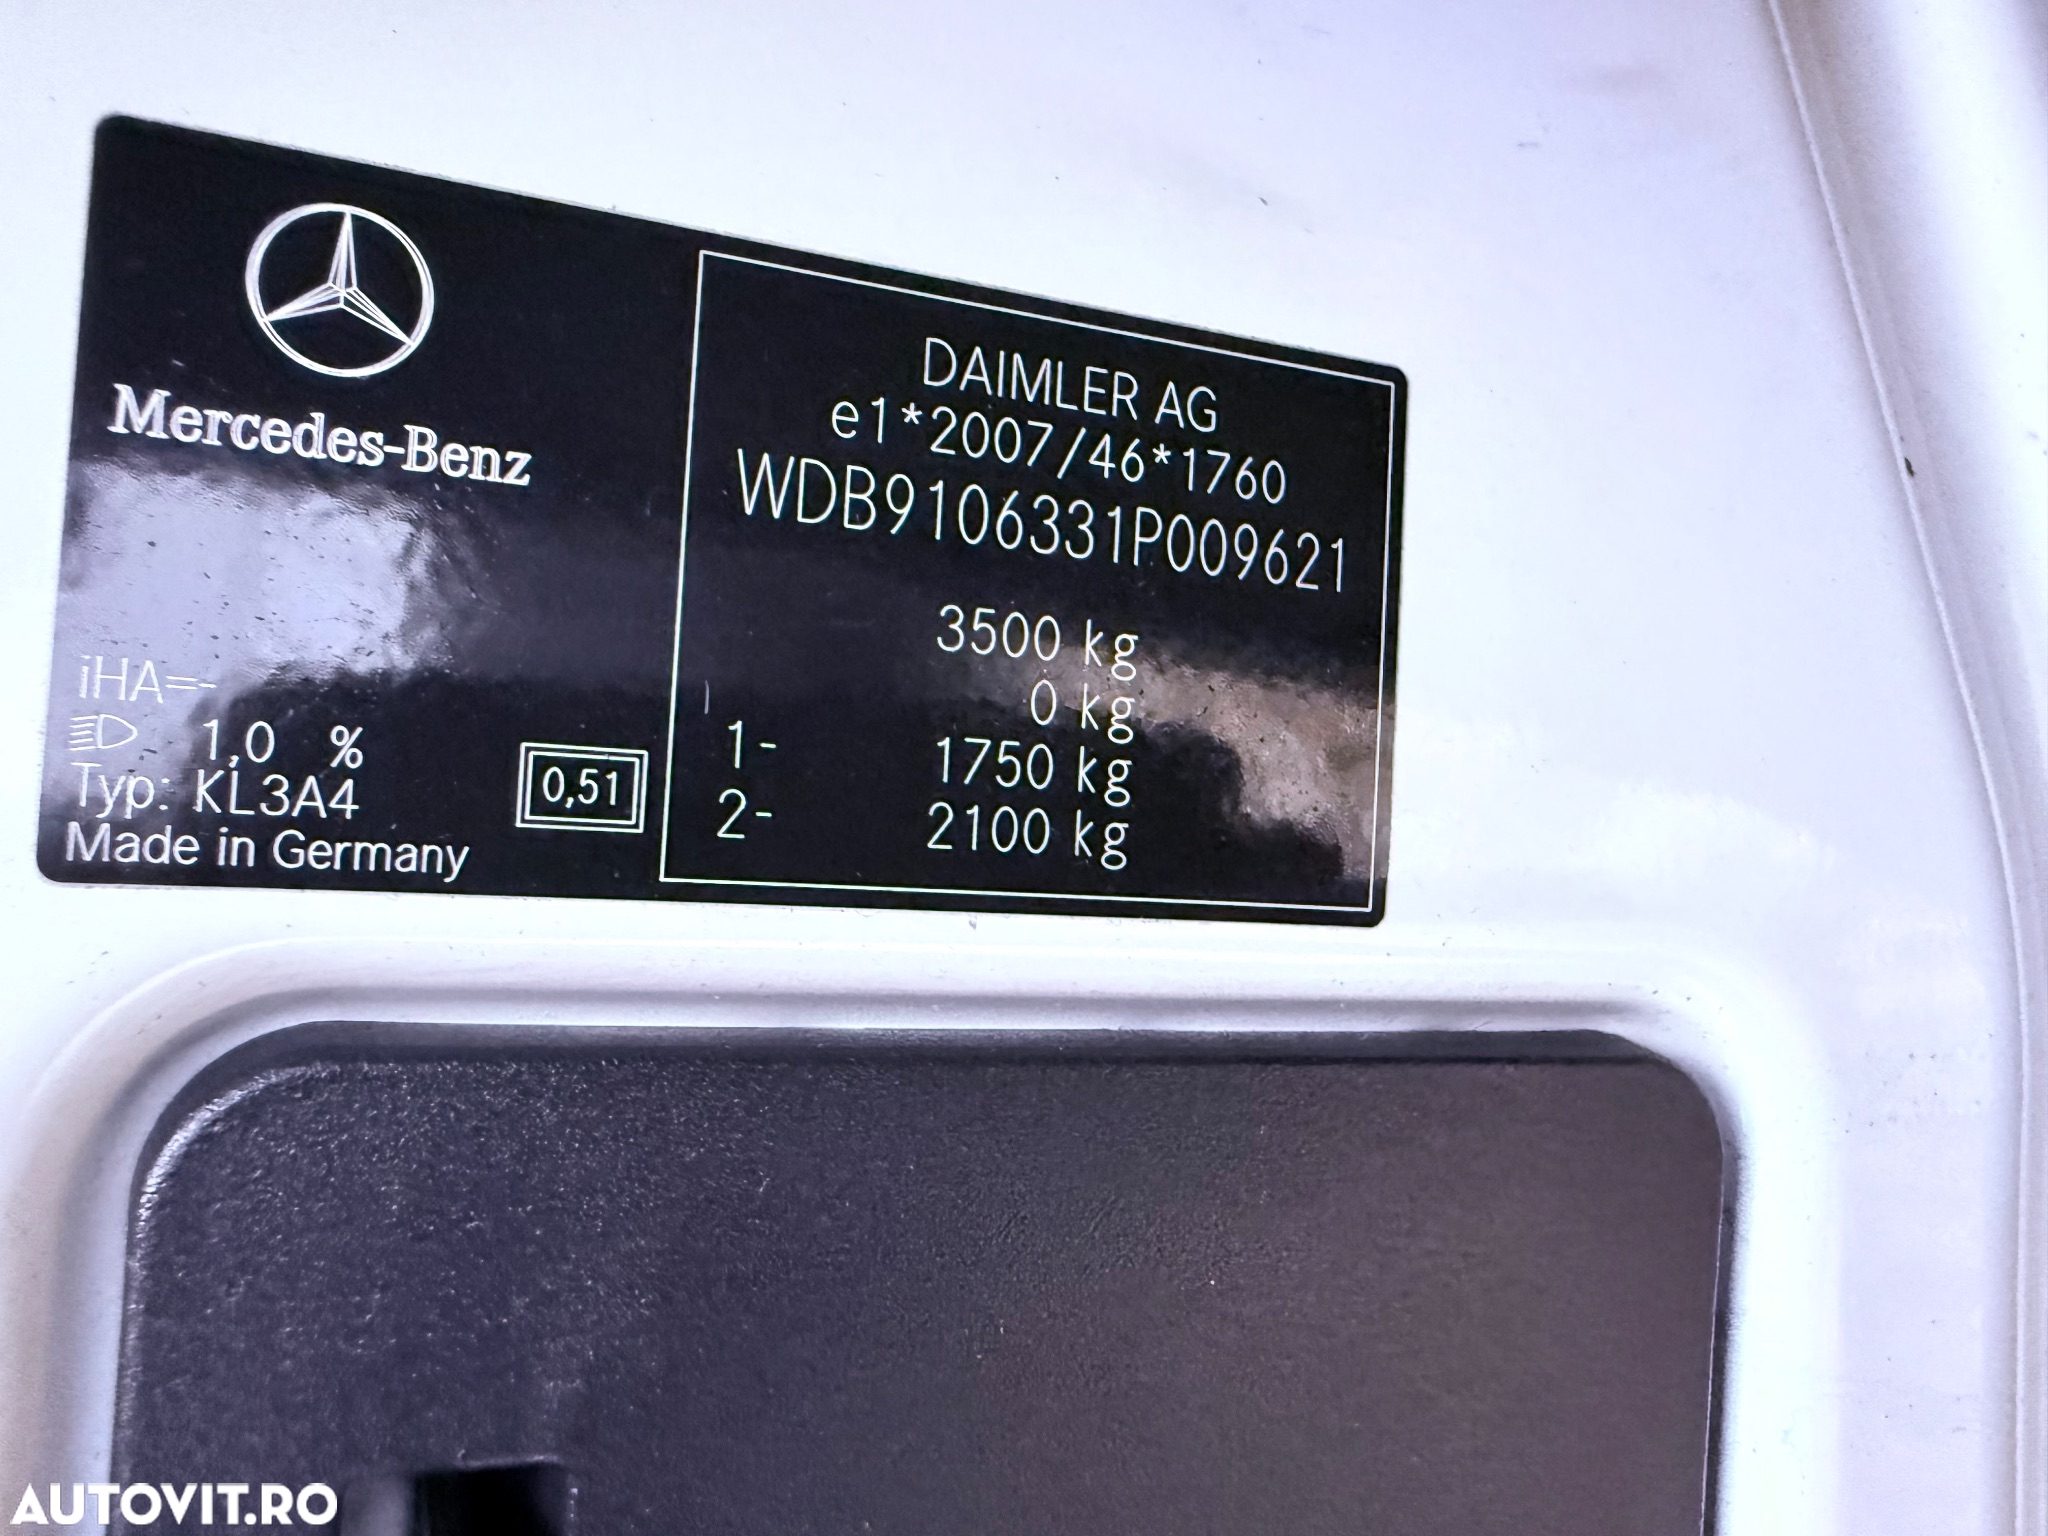 Mercedes-Benz
iHA=-
1,0 %
Typ: KL3A4
Made in Germany
0,51
DAIMLER AG
e1*2007/46*1760
WDB9106331P009621
3500 kg
0 kg
1- 1750 kg
2- 2100 kg
AUTOVIT.RO